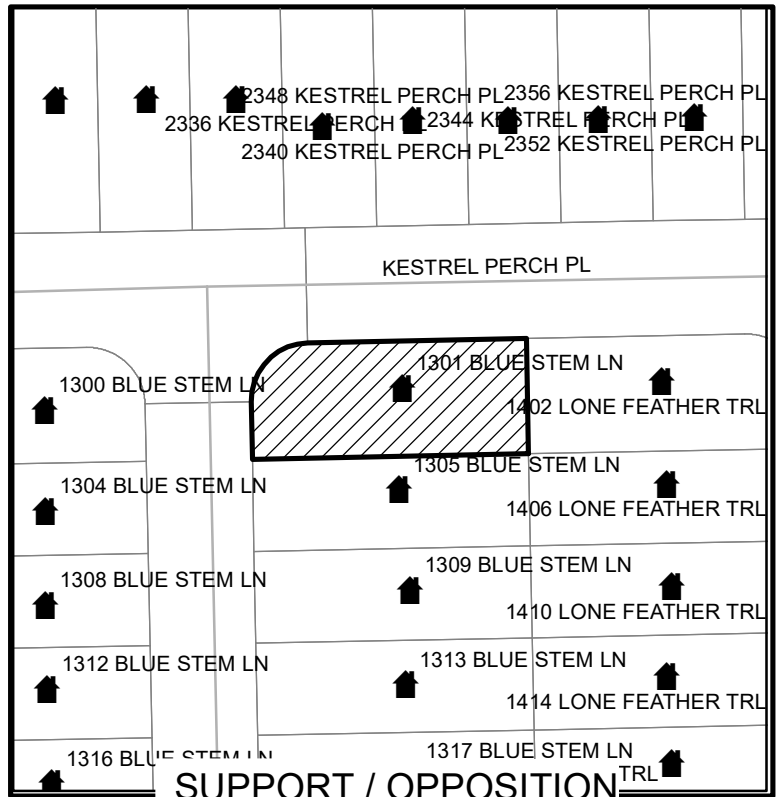 2348 KESTREL PERCH PL
2356 KESTREL PERCH PL
2336 KESTREL PERCH PL
2344 KESTREL PERCH PL
2340 KESTREL PERCH PL
2352 KESTREL PERCH PL
KESTREL PERCH PL
1301 BLUE STEM LN
1300 BLUE STEM LN
1402 LONE FEATHER TRL
1305 BLUE STEM LN
1304 BLUE STEM LN
1406 LONE FEATHER TRL
1309 BLUE STEM LN
1308 BLUE STEM LN
1410 LONE FEATHER TRL
1313 BLUE STEM LN
1312 BLUE STEM LN
1414 LONE FEATHER TRL
1317 BLUE STEM LN
1316 BLUE STEM LN
TRL
SUPPORT / OPPOSITION